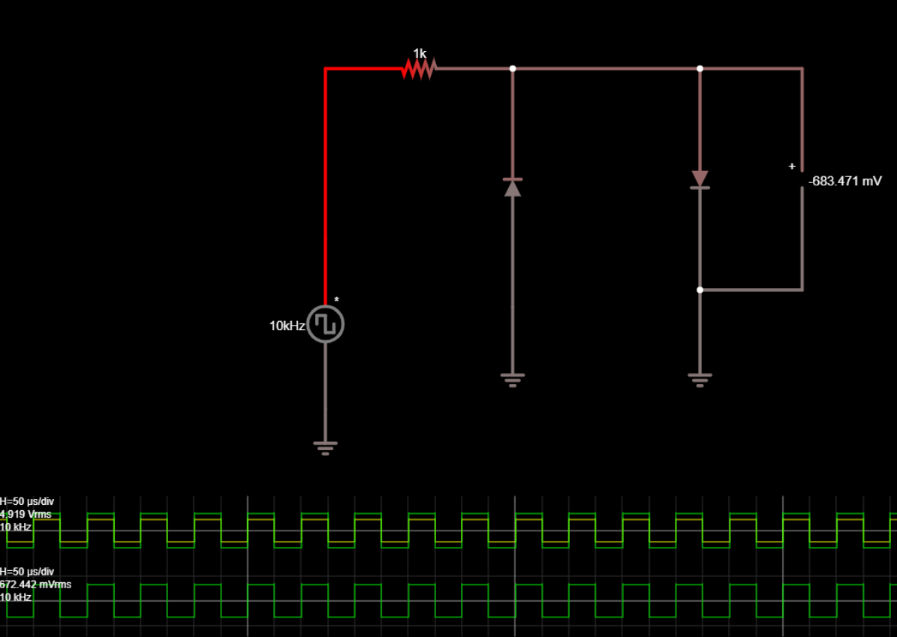 1k
+
-683.471 mV
*
10kHz
H=50 µs/div
4.919 Vrms
10 kHz
H=50 µs/div
672.442 mVrms
10 kHz